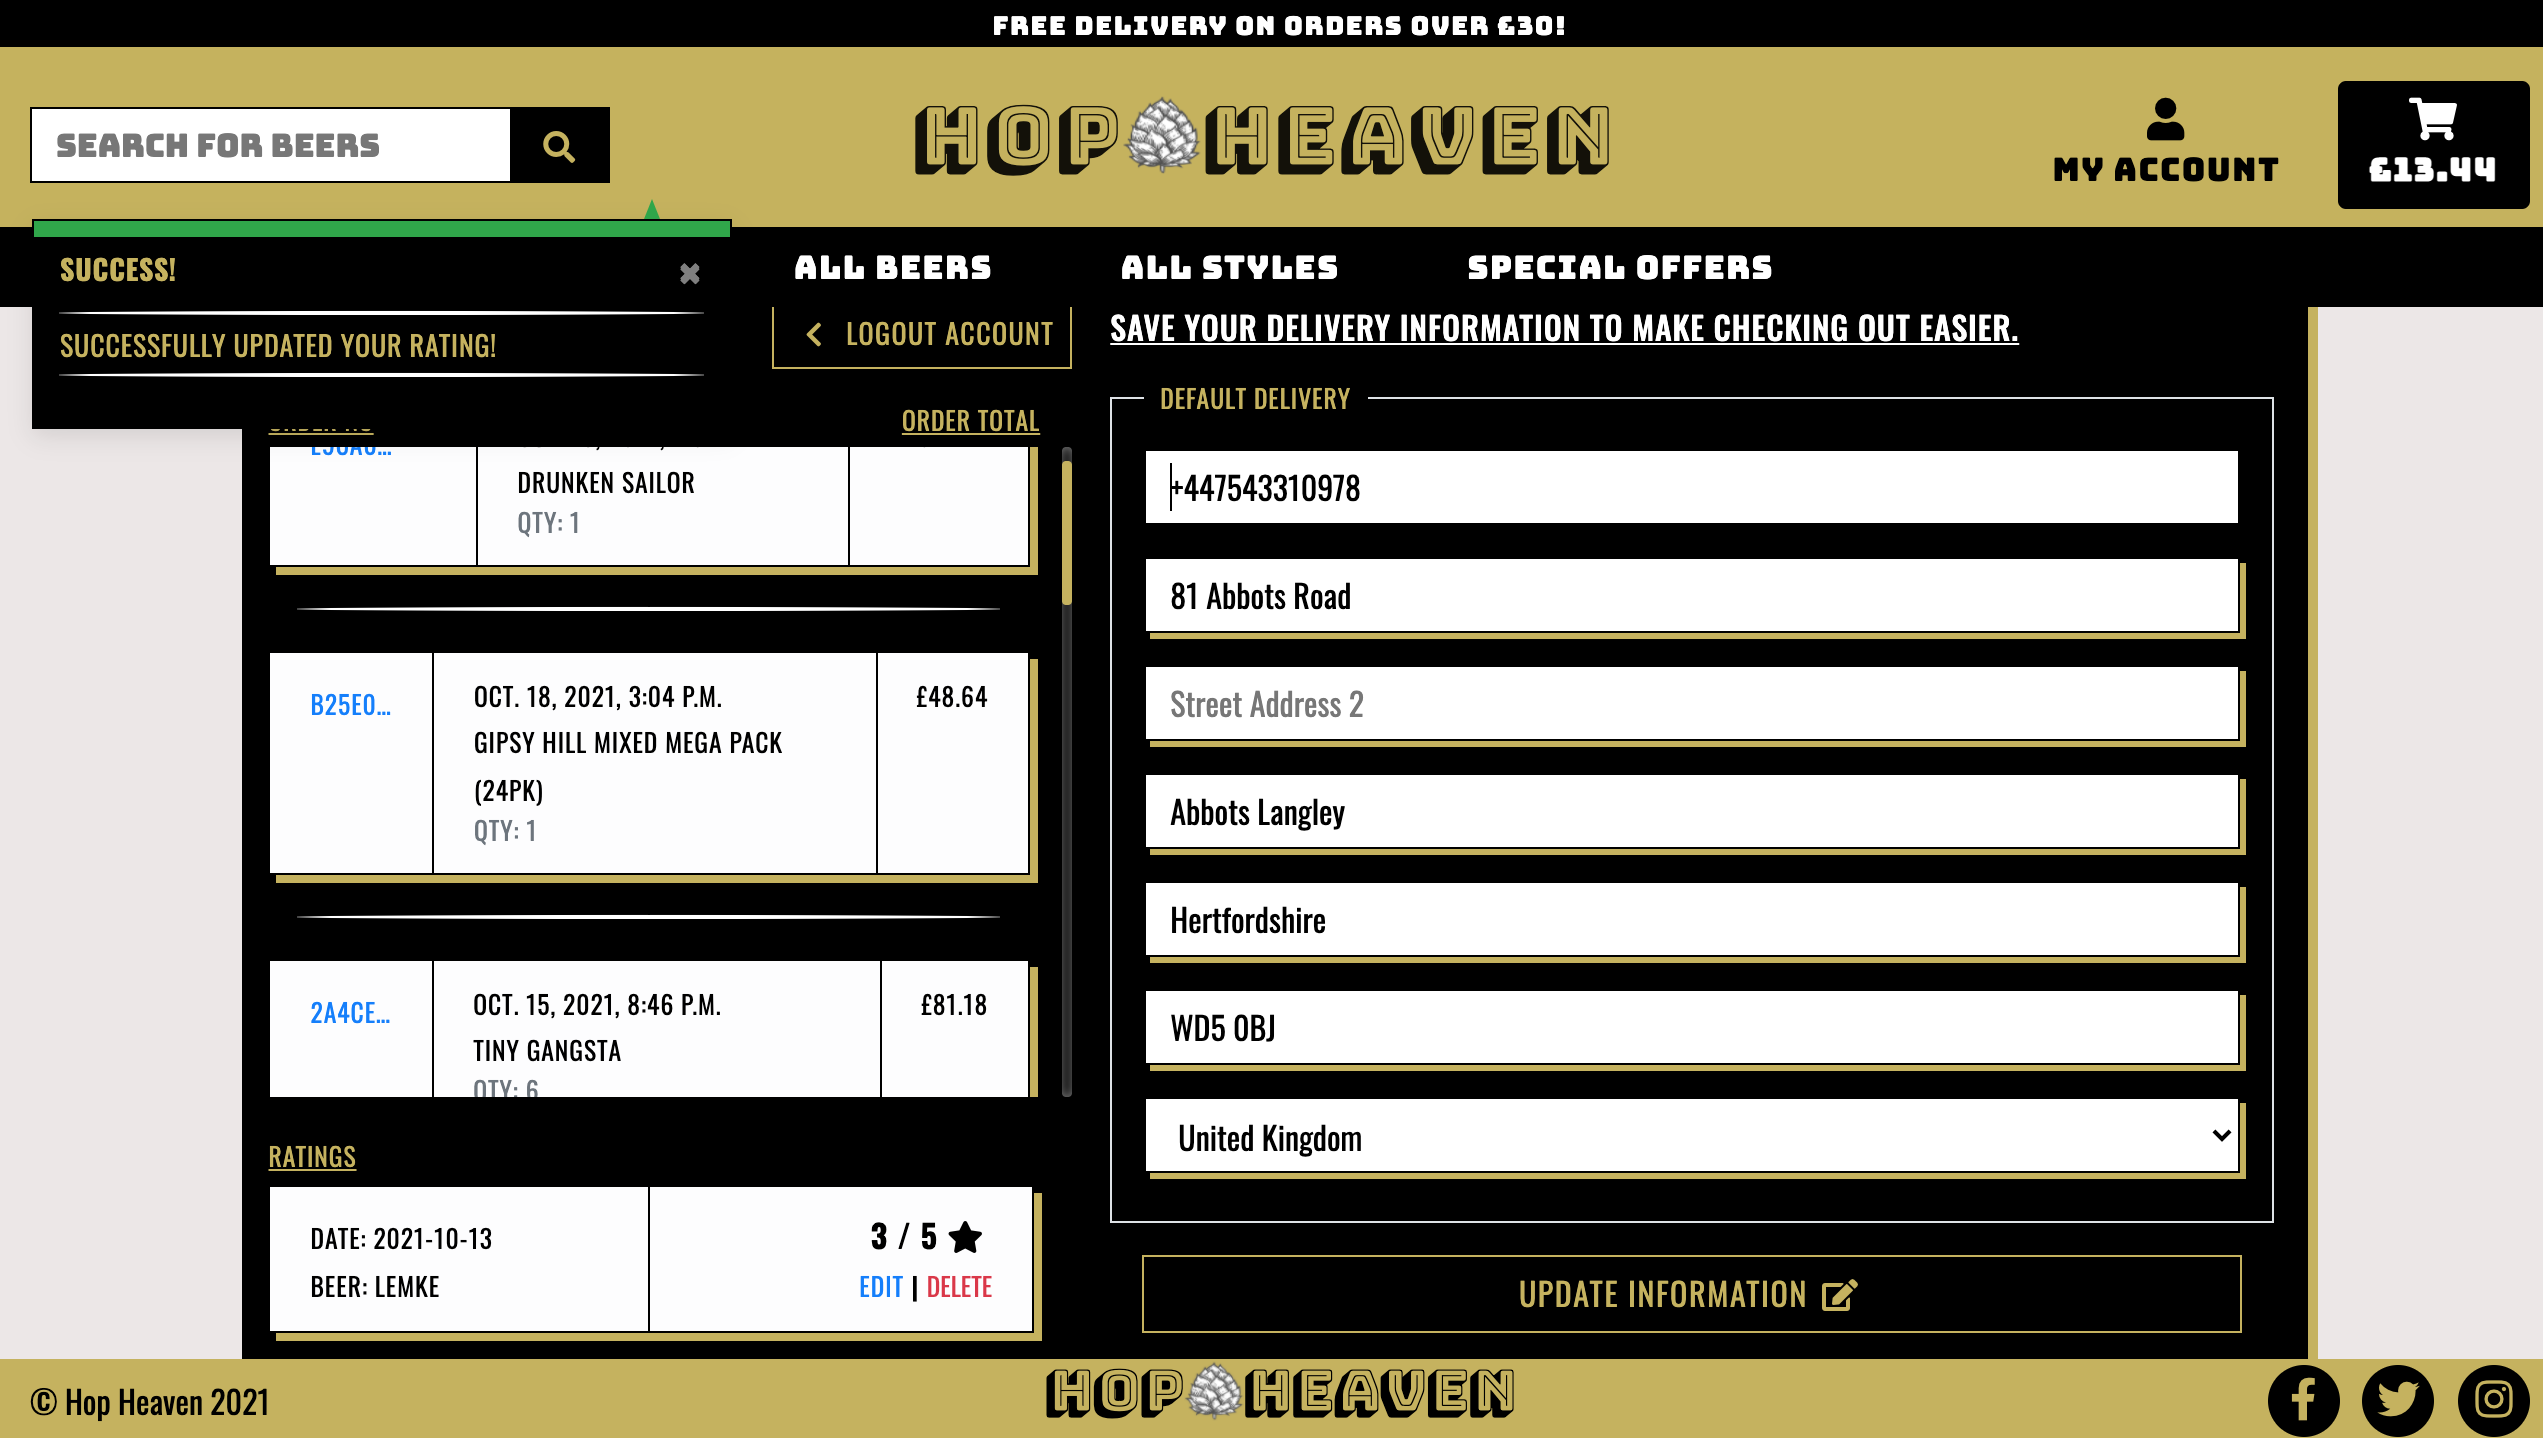 FREE DELIVERY ON ORDERS OVER £30!
SEARCH FOR BEERS
HOP HEAVEN
MY ACCOUNT
£13.44
SUCCESS!
SUCCESSFULLY UPDATED YOUR RATING!
ALL BEERS
ALL STYLES
SPECIAL OFFERS
LOGOUT ACCOUNT
ORDER TOTAL
DRUNKEN SAILOR
QTY: 1
B25E0...
OCT. 18, 2021, 3:04 P.M.
£48.64
GIPSY HILL MIXED MEGA PACK
(24PK)
QTY: 1
2A4CE...
OCT. 15, 2021, 8:46 P.M.
£81.18
TINY GANGSTA
QTY: 6
RATINGS
DATE: 2021-10-13
BEER: LEMKE
3 / 5
EDIT | DELETE
SAVE YOUR DELIVERY INFORMATION TO MAKE CHECKING OUT EASIER.
DEFAULT DELIVERY
+447543310978
81 Abbots Road
Street Address 2
Abbots Langley
Hertfordshire
WD5 0BJ
United Kingdom
UPDATE INFORMATION
© Hop Heaven 2021
HOP HEAVEN